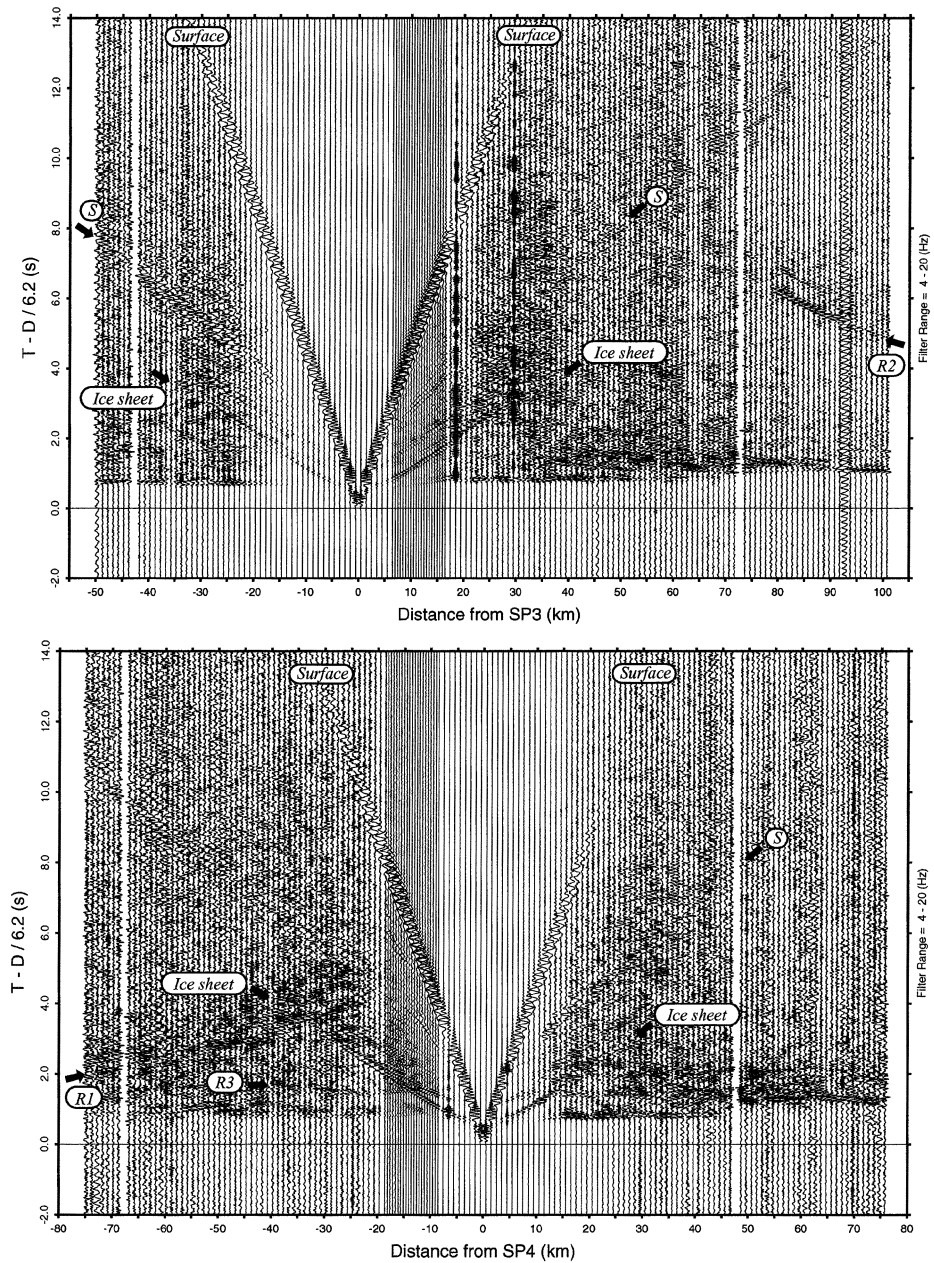 14.0
12.0
10.0
8.0
6.0
4.0
2.0
0.0
-2.0
T - D / 6.2 (s)
Surface
Surface
S
S
Ice sheet
Ice sheet
R2
Filter Range = 4 - 20 (Hz)
-50 -40 -30 -20 -10 0 10 20 30 40 50 60 70 80 90 100
Distance from SP3 (km)
14.0
12.0
10.0
8.0
6.0
4.0
2.0
0.0
-2.0
T - D / 6.2 (s)
Surface
Surface
S
Ice sheet
Ice sheet
R3
R1
Filter Range = 4 - 20 (Hz)
-80 -70 -60 -50 -40 -30 -20 -10 0 10 20 30 40 50 60 70 80
Distance from SP4 (km)